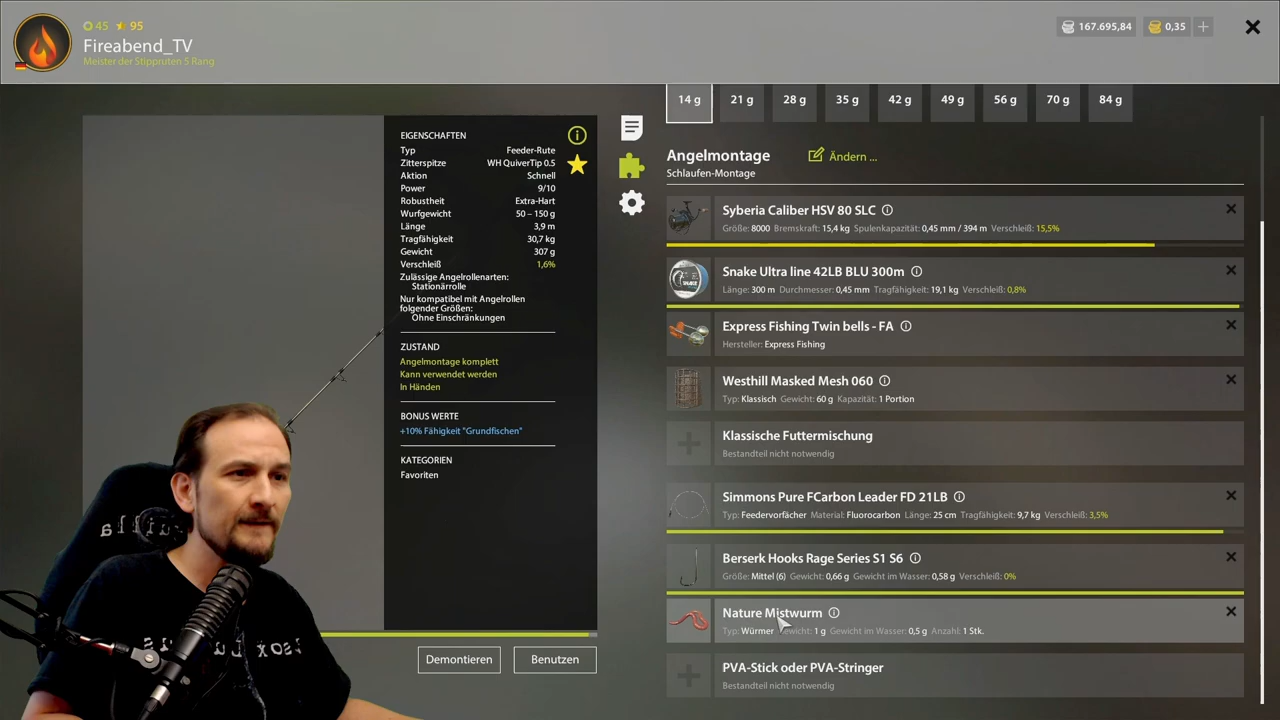 45 95
Fireabend_TV
Meister der Stippruten 5 Rang
167.695,84
0,35
14 g 21 g 28 g 35 g 42 g 49 g 56 g 70 g 84 g
EIGENSCHAFTEN
Typ Feeder-Rute
Zitterspitze WH QuiverTip 0.5
Aktion Schnell
Power 9/10
Robustheit Extra-Hart
Wurfgewicht 50 – 150 g
Länge 3,9 m
Tragfähigkeit 30,7 kg
Gewicht 307 g
Verschleiß 1,6%
Zulässige Angelrollenarten:
Stationärrolle
Nur kompatibel mit Angelrollen
folgender Größen:
Ohne Einschränkungen
ZUSTAND
Angelmontage komplett
Kann verwendet werden
In Händen
BONUS WERTE
+10% Fähigkeit "Grundfischen"
KATEGORIEN
Favoriten
Demontieren
Benutzen
Angelmontage
Ändern ...
Schlaufen-Montage
Syberia Caliber HSV 80 SLC
Größe: 8000 Bremskraft: 15,4 kg Spulenkapazität: 0,45 mm / 394 m Verschleiß: 15,5%
Snake Ultra line 42LB BLU 300m
Länge: 300 m Durchmesser: 0,45 mm Tragfähigkeit: 19,1 kg Verschleiß: 0,8%
Express Fishing Twin bells - FA
Hersteller: Express Fishing
Westhill Masked Mesh 060
Typ: Klassisch Gewicht: 60 g Kapazität: 1 Portion
Klassische Futtermischung
Bestandteil nicht notwendig
Simmons Pure FCarbon Leader FD 21LB
Typ: Feedervorfächer Material: Fluorocarbon Länge: 25 cm Tragfähigkeit: 9,7 kg Verschleiß: 3,5%
Berserk Hooks Rage Series S1 S6
Größe: Mittel (6) Gewicht: 0,66 g Gewicht im Wasser: 0,58 g Verschleiß: 0%
Nature Mistwurm
Typ: Würmer Gewicht: 1 g Gewicht im Wasser: 0,5 g Anzahl: 1 Stk.
PVA-Stick oder PVA-Stringer
Bestandteil nicht notwendig